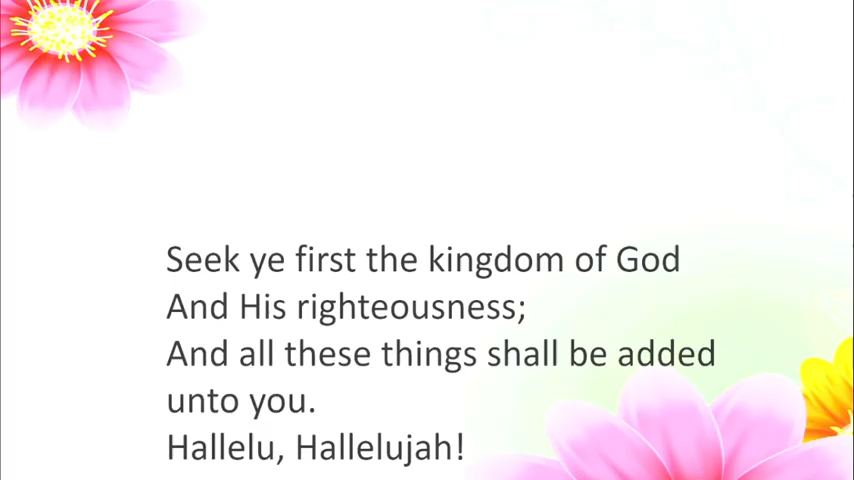 Seek ye first the kingdom of God
And His righteousness;
And all these things shall be added
unto you.
Hallelu, Hallelujah!